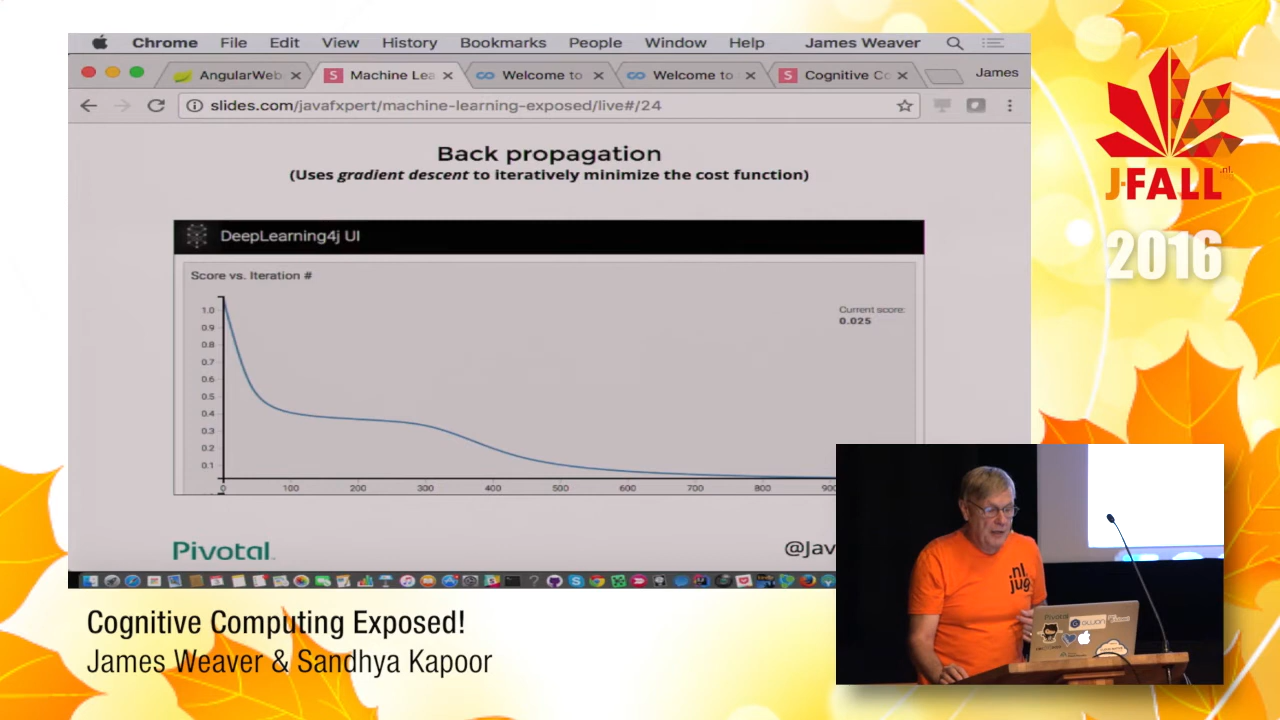 Chrome File Edit View History Bookmarks People Window Help James Weaver
AngularWeb Machine Lea Welcome to Welcome to Cognitive Co James
slides.com/javafxpert/machine-learning-exposed/live#/24
Back propagation
(Uses gradient descent to iteratively minimize the cost function)
DeepLearning4j UI
Score vs. Iteration #
Current score:
0.025
1.0
0.9
0.8
0.7
0.6
0.5
0.4
0.3
0.2
0.1
0 100 200 300 400 500 600 700 800 900
Pivotal
@Jav
J-FALL.nl
2016
.nl
jug
Pivotal
Cognitive Computing Exposed!
James Weaver & Sandhya Kapoor